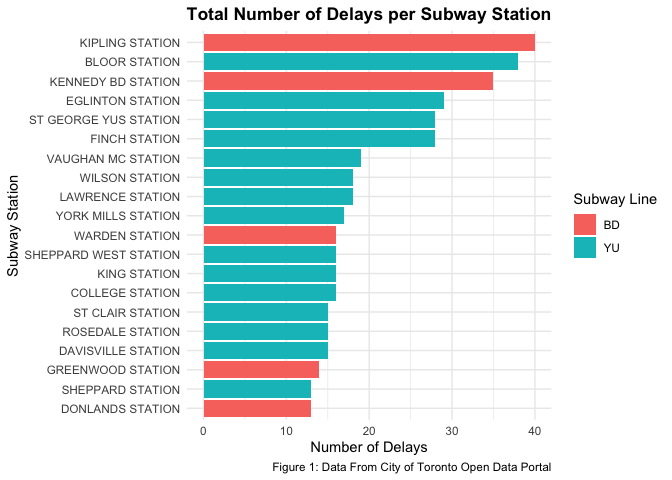 Total Number of Delays per Subway Station
Subway Station
KIPLING STATION
BLOOR STATION
KENNEDY BD STATION
EGLINTON STATION
ST GEORGE YUS STATION
FINCH STATION
VAUGHAN MC STATION
WILSON STATION
LAWRENCE STATION
YORK MILLS STATION
WARDEN STATION
SHEPPARD WEST STATION
KING STATION
COLLEGE STATION
ST CLAIR STATION
ROSEDALE STATION
DAVISVILLE STATION
GREENWOOD STATION
SHEPPARD STATION
DONLANDS STATION
0 10 20 30 40
Number of Delays
Subway Line
BD
YU
Figure 1: Data From City of Toronto Open Data Portal